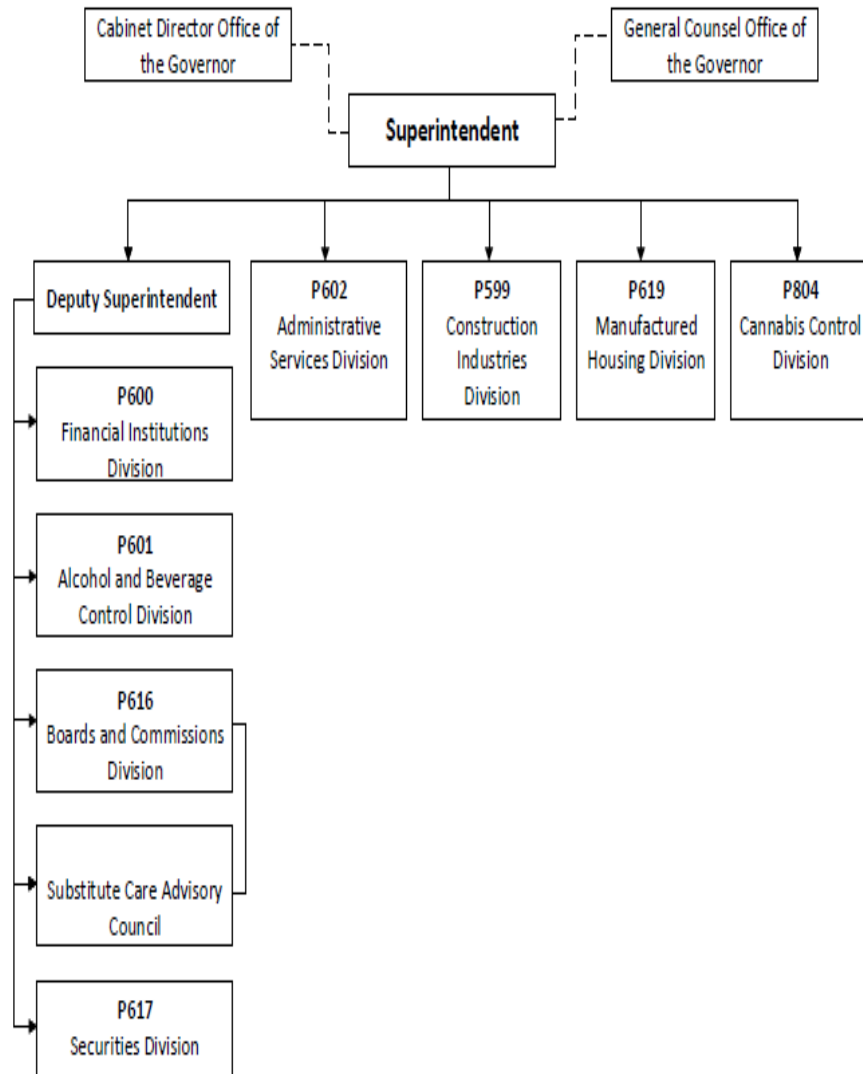 Cabinet Director Office of
the Governor
General Counsel Office of
the Governor
Superintendent
Deputy Superintendent
P602
Administrative
Services Division
P599
Construction
Industries
Division
P619
Manufactured
Housing Division
P804
Cannabis Control
Division
P600
Financial Institutions
Division
P601
Alcohol and Beverage
Control Division
P616
Boards and Commissions
Division
Substitute Care Advisory
Council
P617
Securities Division